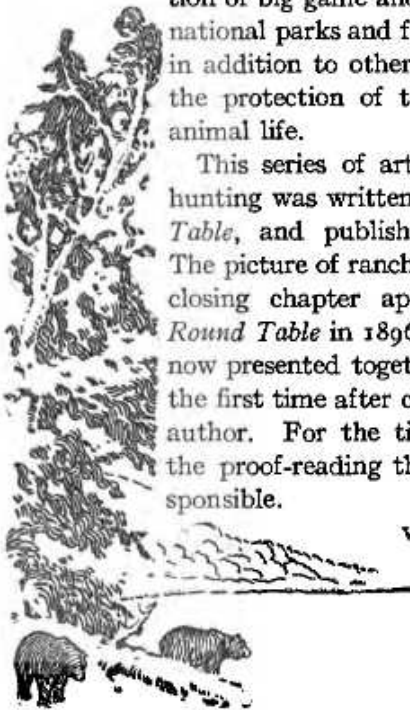 tion of big game and
national parks and f
in addition to other
the protection of t
animal life.
This series of art
hunting was written
Table, and publish
The picture of ranch
closing chapter ap
Round Table in 1896
now presented toget
the first time after c
author. For the ti
the proof-reading th
sponsible.